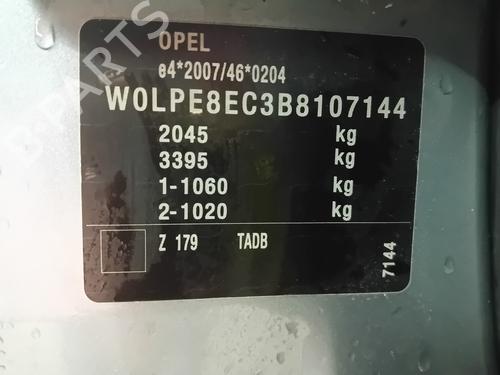 OPEL
e4*2007/46*0204
W0LPE8EC3B8107144
2045 kg
3395 kg
1-1060 kg
2-1020 kg
Z 179 TADB
7144
PARTS